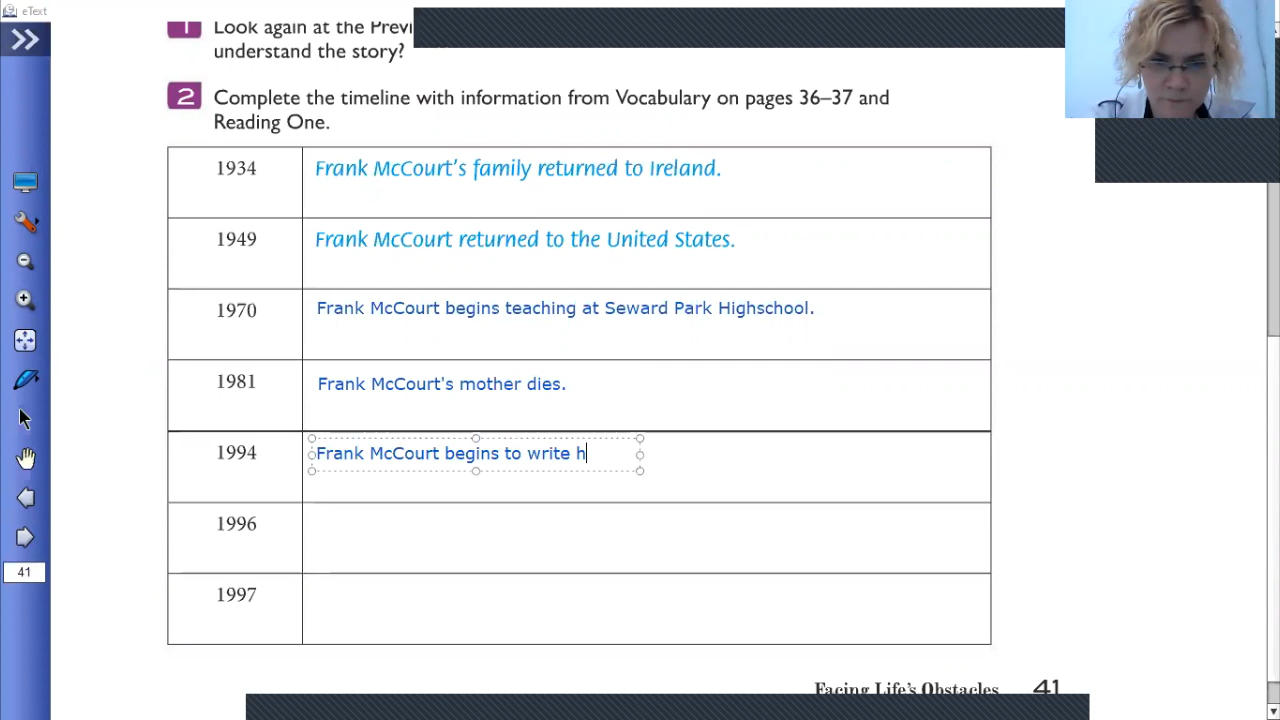 eText
1 Look again at the Previ
understand the story?
2 Complete the timeline with information from Vocabulary on pages 36–37 and
Reading One.
1934 Frank McCourt's family returned to Ireland.
1949 Frank McCourt returned to the United States.
1970 Frank McCourt begins teaching at Seward Park Highschool.
1981 Frank McCourt's mother dies.
1994 Frank McCourt begins to write h
1996
1997
41
Facing Life's Obstacles 41